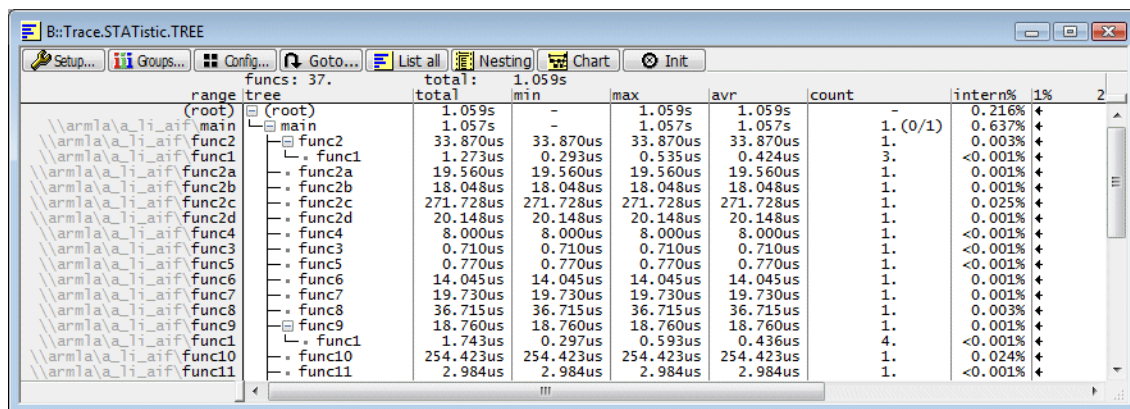 B::Trace.STATistic.TREE
Setup... Groups... Config... Goto... List all Nesting Chart Init
funcs: 37. total: 1.059s
range tree total min max avr count intern% 1% 2
(root) (root) 1.059s - 1.059s 1.059s - 0.216%
\\armla\a_li_aif\main main 1.057s - 1.057s 1.057s 1.(0/1) 0.637%
\\armla\a_li_aif\func2 func2 33.870us 33.870us 33.870us 33.870us 1. 0.003%
\\armla\a_li_aif\func1 func1 1.273us 0.293us 0.535us 0.424us 3. <0.001%
\\armla\a_li_aif\func2a func2a 19.560us 19.560us 19.560us 19.560us 1. 0.001%
\\armla\a_li_aif\func2b func2b 18.048us 18.048us 18.048us 18.048us 1. 0.001%
\\armla\a_li_aif\func2c func2c 271.728us 271.728us 271.728us 271.728us 1. 0.025%
\\armla\a_li_aif\func2d func2d 20.148us 20.148us 20.148us 20.148us 1. 0.001%
\\armla\a_li_aif\func4 func4 8.000us 8.000us 8.000us 8.000us 1. <0.001%
\\armla\a_li_aif\func3 func3 0.710us 0.710us 0.710us 0.710us 1. <0.001%
\\armla\a_li_aif\func5 func5 0.770us 0.770us 0.770us 0.770us 1. <0.001%
\\armla\a_li_aif\func6 func6 14.045us 14.045us 14.045us 14.045us 1. 0.001%
\\armla\a_li_aif\func7 func7 19.730us 19.730us 19.730us 19.730us 1. 0.001%
\\armla\a_li_aif\func8 func8 36.715us 36.715us 36.715us 36.715us 1. 0.003%
\\armla\a_li_aif\func9 func9 18.760us 18.760us 18.760us 18.760us 1. 0.001%
\\armla\a_li_aif\func1 func1 1.743us 0.297us 0.593us 0.436us 4. <0.001%
\\armla\a_li_aif\func10 func10 254.423us 254.423us 254.423us 254.423us 1. 0.024%
\\armla\a_li_aif\func11 func11 2.984us 2.984us 2.984us 2.984us 1. <0.001%